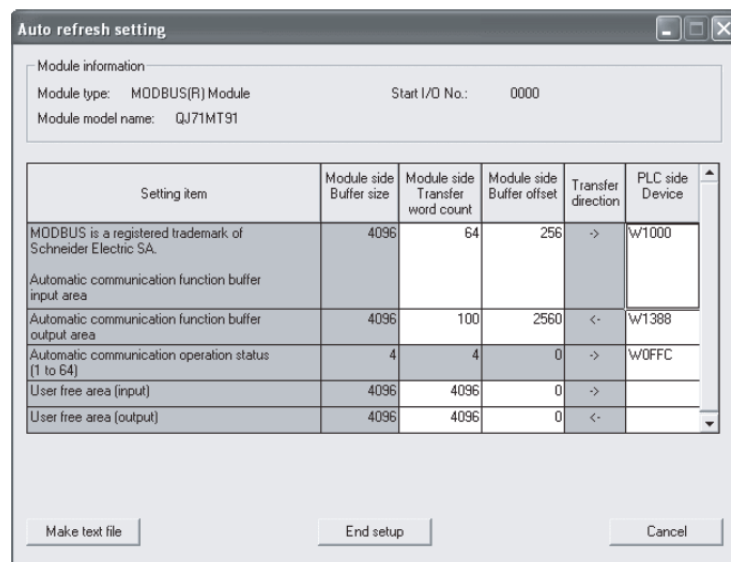 Auto refresh setting
Module information
Module type: MODBUS(R) Module Start I/O No.: 0000
Module model name: QJ71MT91
Setting item Module side Buffer size Module side Transfer word count Module side Buffer offset Transfer direction PLC side Device
MODBUS is a registered trademark of 4096 64 256 -> W1000
Schneider Electric SA.
Automatic communication function buffer
input area
Automatic communication function buffer 4096 100 2560 <- W1388
output area
Automatic communication operation status 4 4 0 -> W0FFC
(1 to 64)
User free area (input) 4096 4096 0 ->
User free area (output) 4096 4096 0 <-
Make text file End setup Cancel